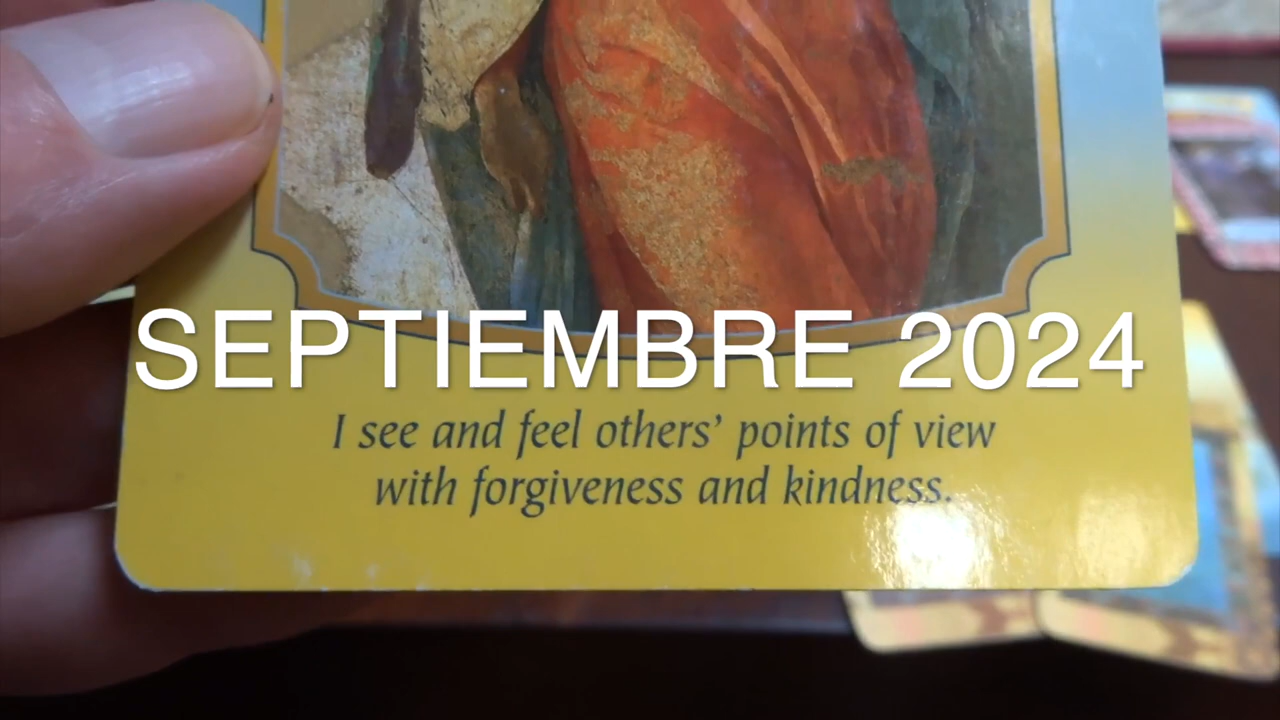 SEPTIEMBRE 2024
I see and feel others' points of view
with forgiveness and kindness.